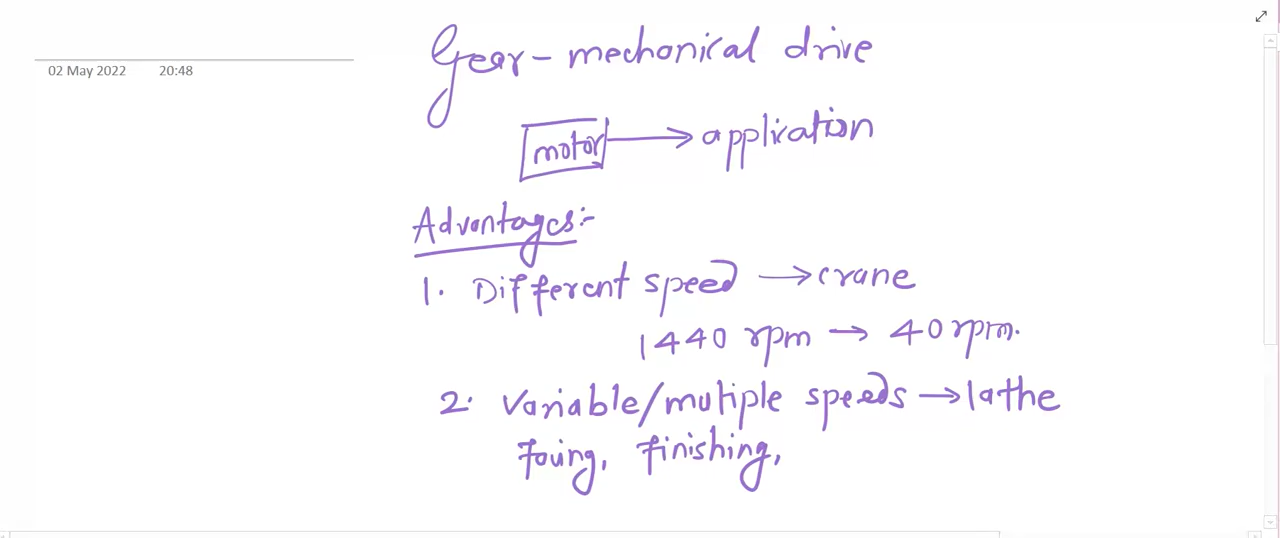 02 May 2022 20:48
Gear - mechanical drive
motor → application
Advantages:-
1. Different speed → crane
1440 rpm → 40 rpm.
2. Variable/mutiple speeds → lathe
Facing, Finishing,